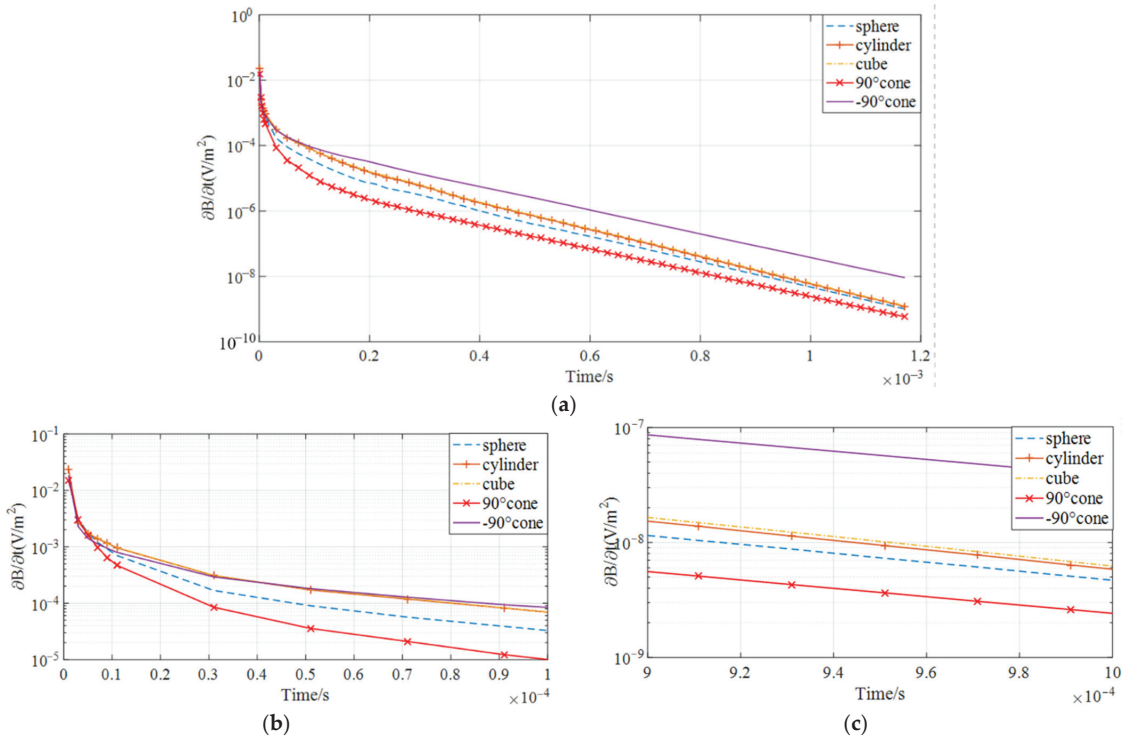 10⁰
10⁻²
10⁻⁴
10⁻⁶
10⁻⁸
10⁻¹⁰
∂B/∂t(V/m²)
sphere
cylinder
cube
90°cone
-90°cone
0 0.2 0.4 0.6 0.8 1 1.2
Time/s
×10⁻³
(a)
10⁻¹
10⁻²
10⁻³
10⁻⁴
10⁻⁵
∂B/∂t(V/m²)
sphere
cylinder
cube
90°cone
-90°cone
0 0.1 0.2 0.3 0.4 0.5 0.6 0.7 0.8 0.9 1
Time/s
×10⁻⁴
(b)
10⁻⁷
10⁻⁸
10⁻⁹
∂B/∂t(V/m²)
sphere
cylinder
cube
90°cone
-90°cone
9 9.2 9.4 9.6 9.8 10
Time/s
×10⁻⁴
(c)